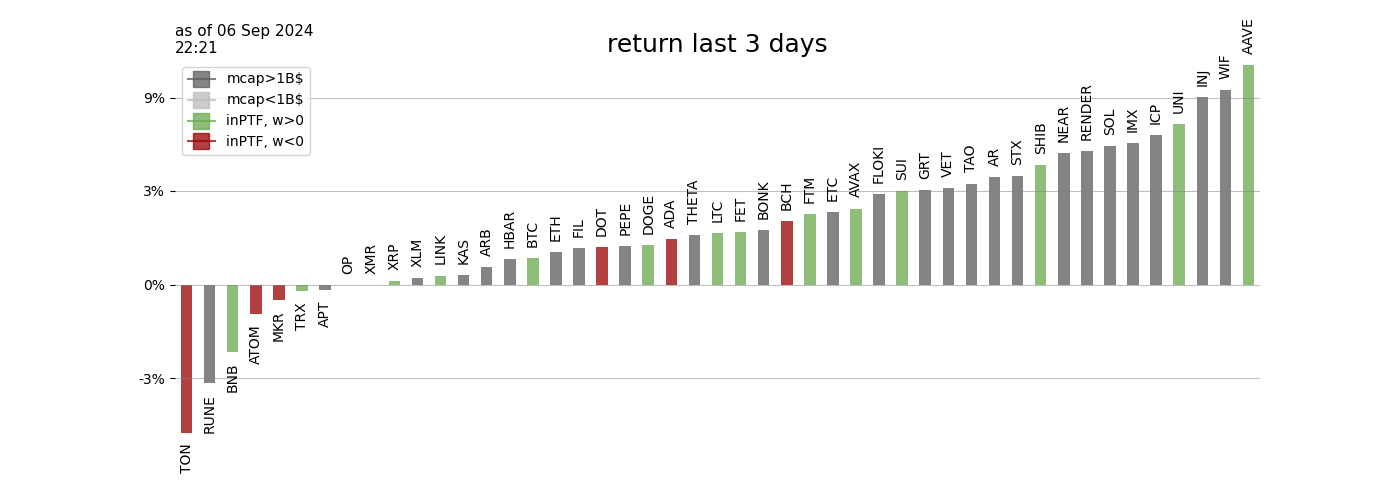 as of 06 Sep 2024
22:21
return last 3 days
mcap>1B$
mcap<1B$
inPTF, w>0
inPTF, w<0
9%
3%
0%
-3%
TON
RUNE
BNB
ATOM
MKR
TRX
APT
OP
XMR
XRP
XLM
LINK
KAS
ARB
HBAR
BTC
ETH
FIL
DOT
PEPE
DOGE
ADA
THETA
LTC
FET
BONK
BCH
FTM
ETC
AVAX
FLOKI
SUI
GRT
VET
TAO
AR
STX
SHIB
NEAR
RENDER
SOL
IMX
ICP
UNI
INJ
WIF
AAVE